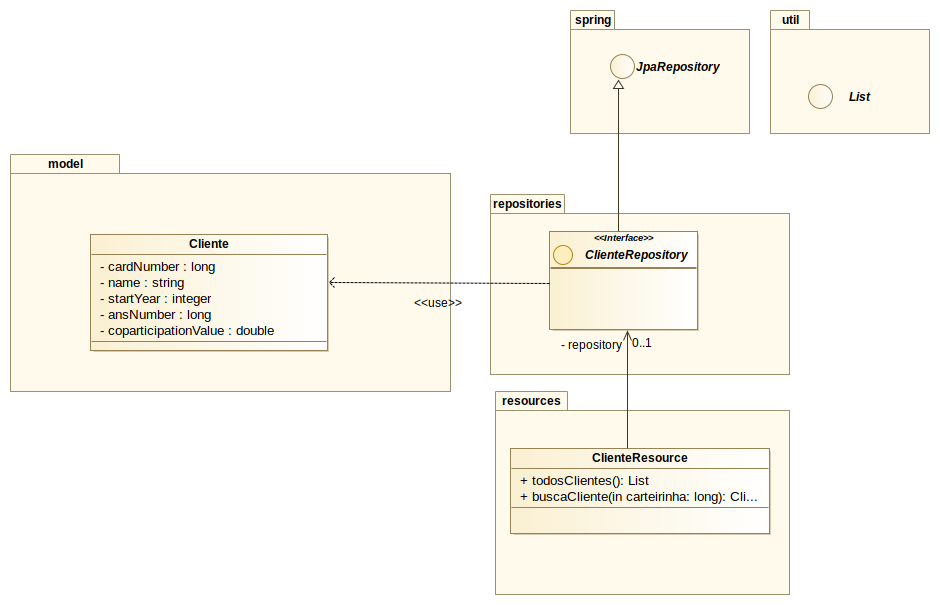 spring
JpaRepository
util
List
model
Cliente
- cardNumber : long
- name : string
- startYear : integer
- ansNumber : long
- coparticipationValue : double
<<use>>
repositories
<<Interface>>
ClienteRepository
- repository
0..1
resources
ClienteResource
+ todosClientes(): List
+ buscaCliente(in carteirinha: long): Cli...